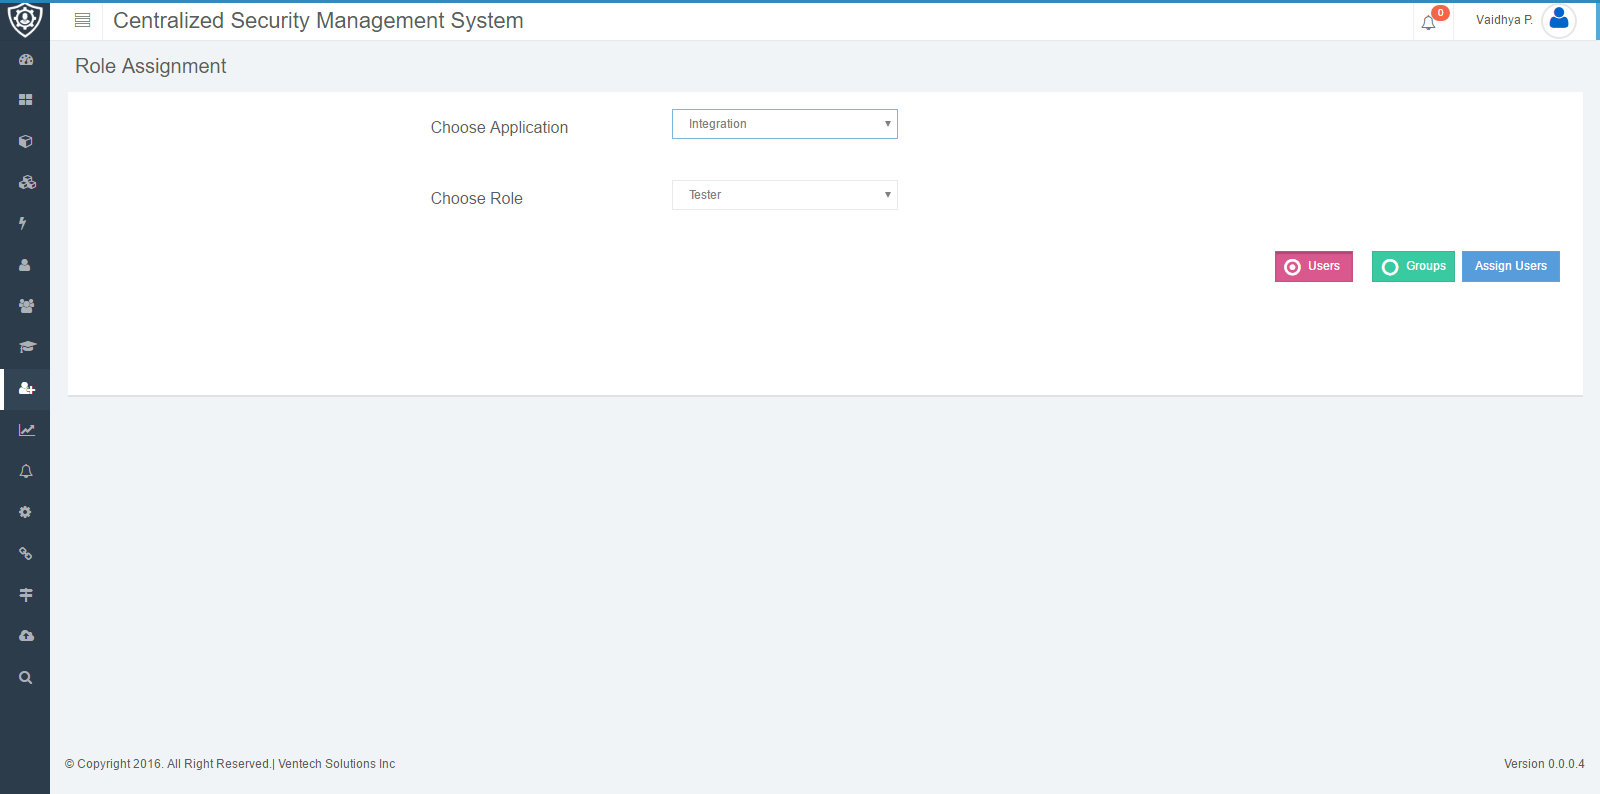 Centralized Security Management System
0
Vaidhya P.
Role Assignment
Choose Application
Integration
Choose Role
Tester
Users
Groups
Assign Users
© Copyright 2016. All Right Reserved.| Ventech Solutions Inc
Version 0.0.0.4